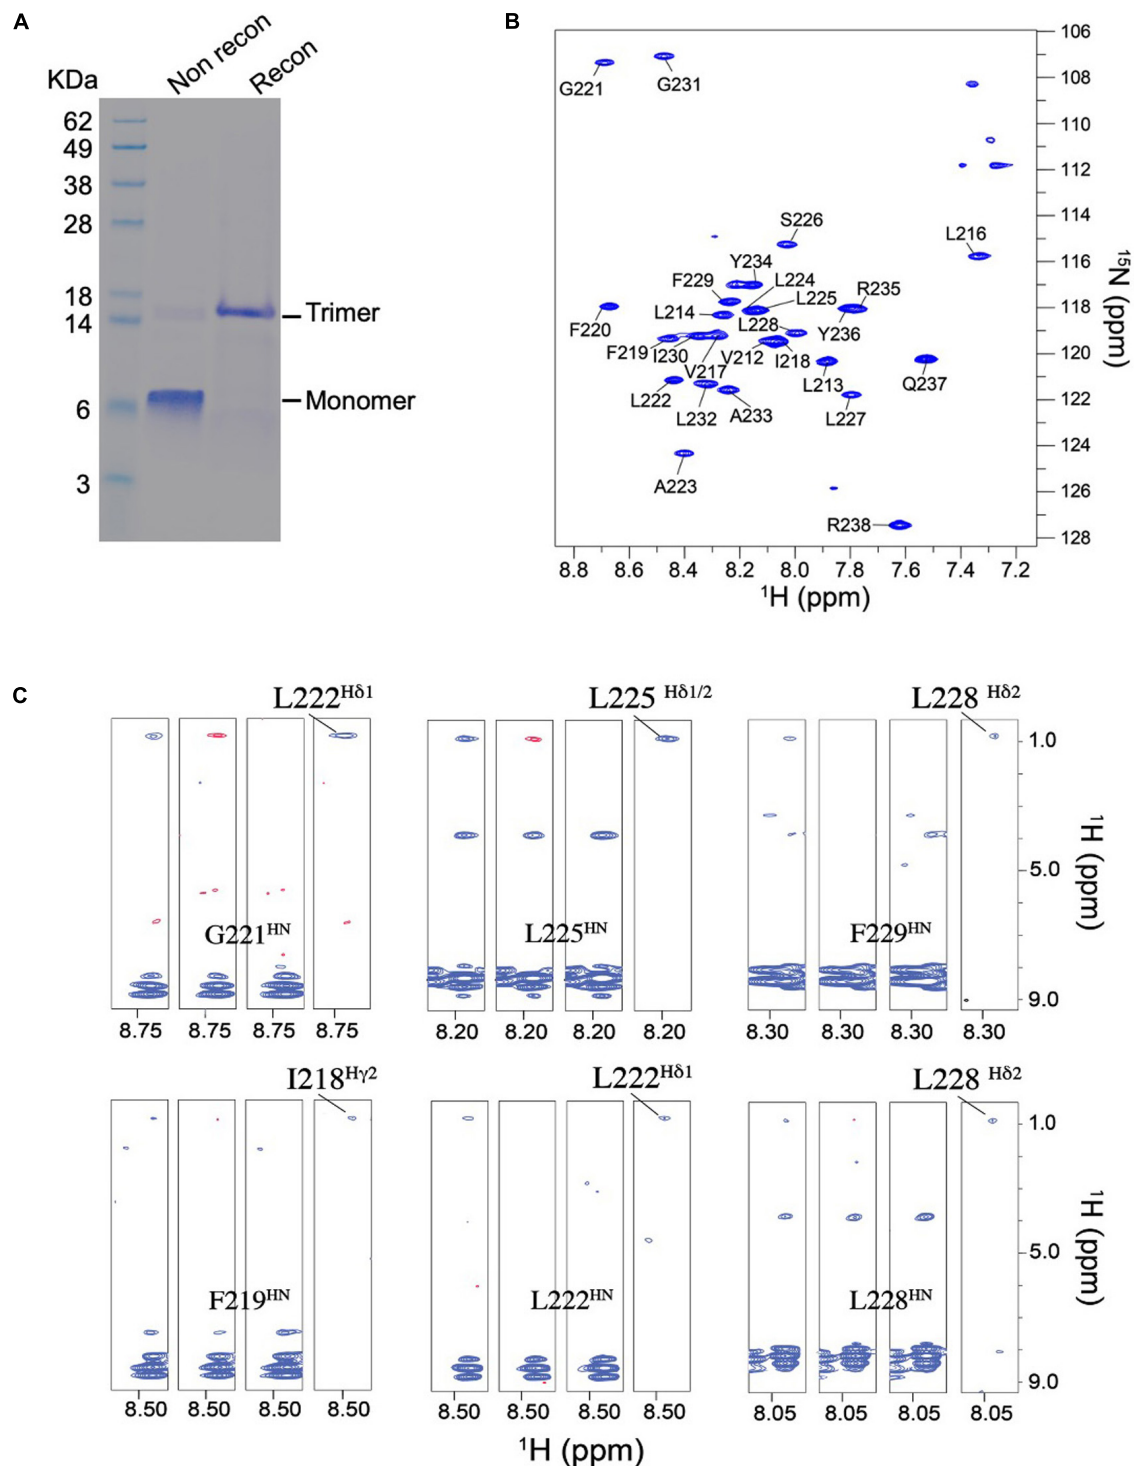 A
KDa
Non recon
Recon
62
49
38
28
18
14
6
3
Trimer
Monomer
B
G221
G231
S226
Y234
L224
L216
F229
L225
R235
L214
L228
F220
Y236
F219
I230
V217
V212
I218
L213
Q237
L222
L232
A233
L227
A223
R238
106
108
110
112
114
116
118
120
122
124
126
128
15N (ppm)
8.8 8.6 8.4 8.2 8.0 7.8 7.6 7.4 7.2
1H (ppm)
C
L222Hδ1
L225 Hδ1/2
L228 Hδ2
G221HN
L225HN
F229HN
1.0
5.0
9.0
1H (ppm)
8.75 8.75 8.75 8.75
8.20 8.20 8.20 8.20
8.30 8.30 8.30 8.30
I218Hγ2
L222Hδ1
L228 Hδ2
F219HN
L222HN
L228HN
1.0
5.0
9.0
1H (ppm)
8.50 8.50 8.50 8.50
8.50 8.50 8.50 8.50
8.05 8.05 8.05 8.05
1H (ppm)